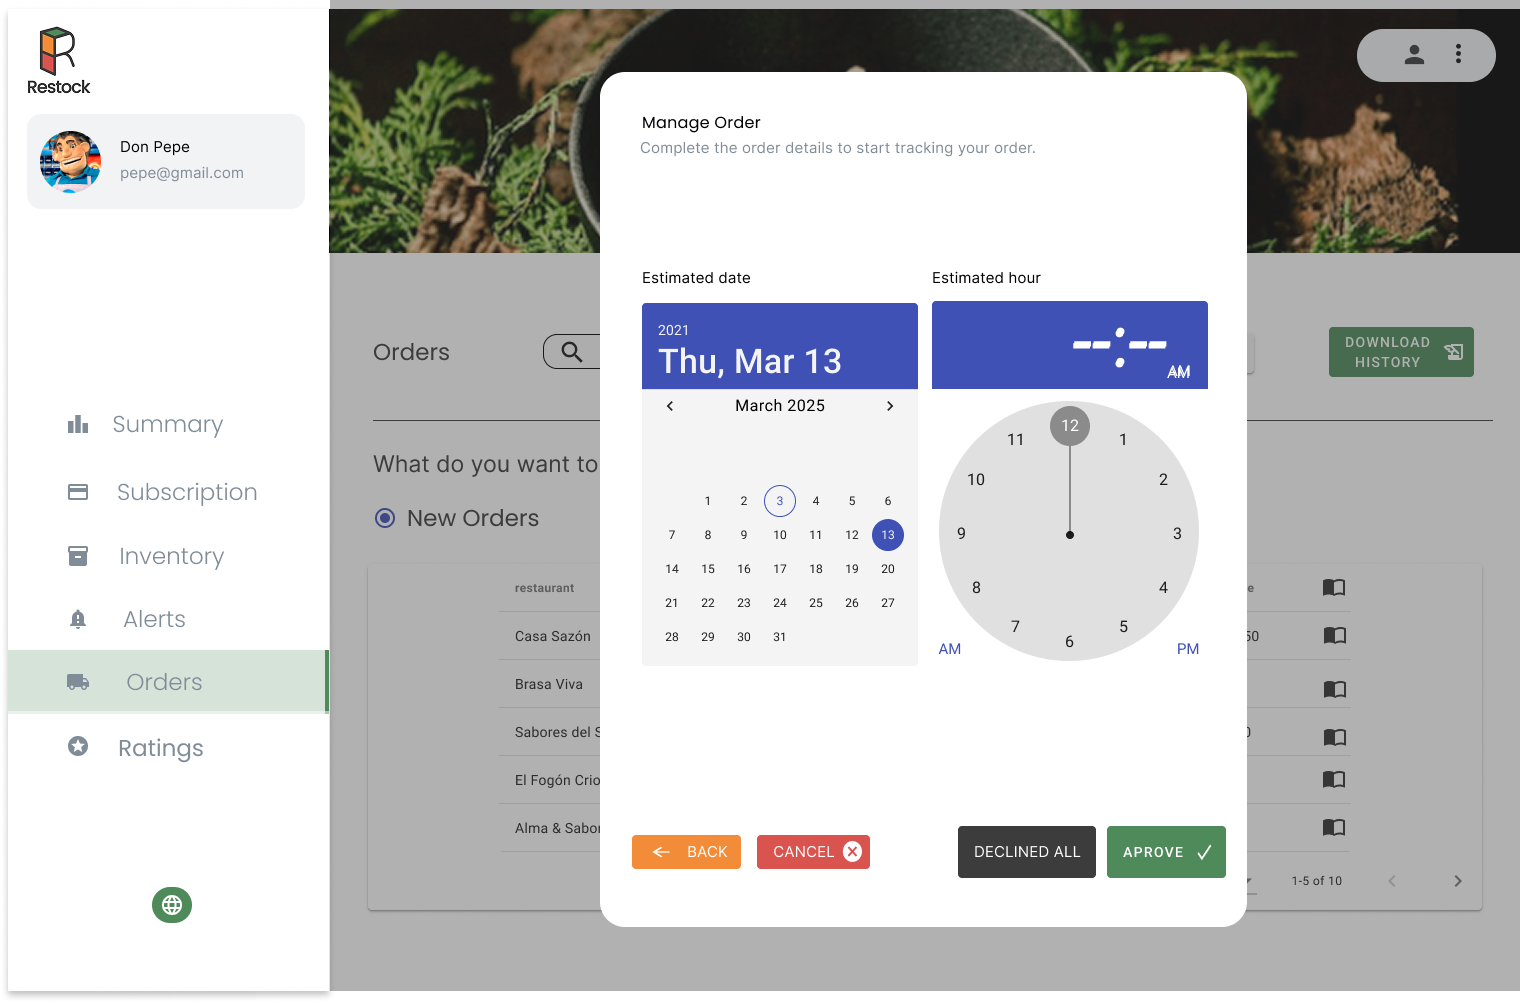 Restock
Don Pepe
pepe@gmail.com
Summary
Subscription
Inventory
Alerts
Orders
Ratings
Orders
DOWNLOAD
HISTORY
What do you want to
New Orders
restaurant
e
Casa Sazón
50
Brasa Viva
Sabores del S
0
El Fogón Crio
Alma & Sabor
1-5 of 10
Manage Order
Complete the order details to start tracking your order.
Estimated date
2021
Thu, Mar 13
March 2025
1 2 3 4 5 6
7 8 9 10 11 12 13
14 15 16 17 18 19 20
21 22 23 24 25 26 27
28 29 30 31
Estimated hour
--:--
AM
12
11 1
10 2
9 3
8 4
7 5
6
AM PM
BACK
CANCEL
DECLINED ALL
APROVE